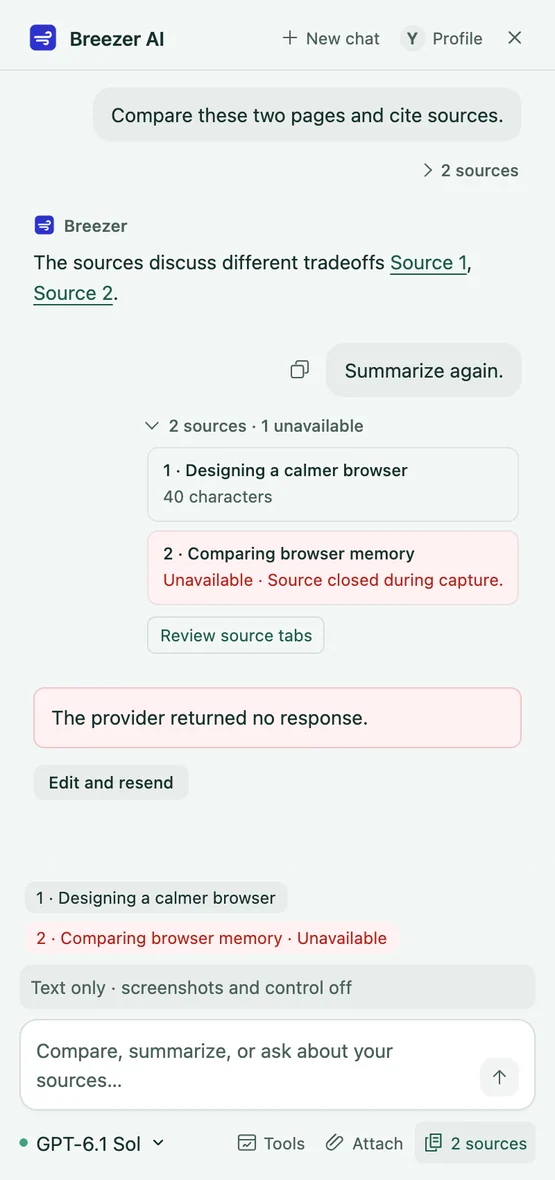 Breezer AI
New chat
Y
Profile
Compare these two pages and cite sources.
2 sources
Breezer
The sources discuss different tradeoffs Source 1,
Source 2.
Summarize again.
2 sources · 1 unavailable
1 · Designing a calmer browser
40 characters
2 · Comparing browser memory
Unavailable · Source closed during capture.
Review source tabs
The provider returned no response.
Edit and resend
1 · Designing a calmer browser
2 · Comparing browser memory · Unavailable
Text only · screenshots and control off
Compare, summarize, or ask about your
sources...
GPT-6.1 Sol
Tools
Attach
2 sources